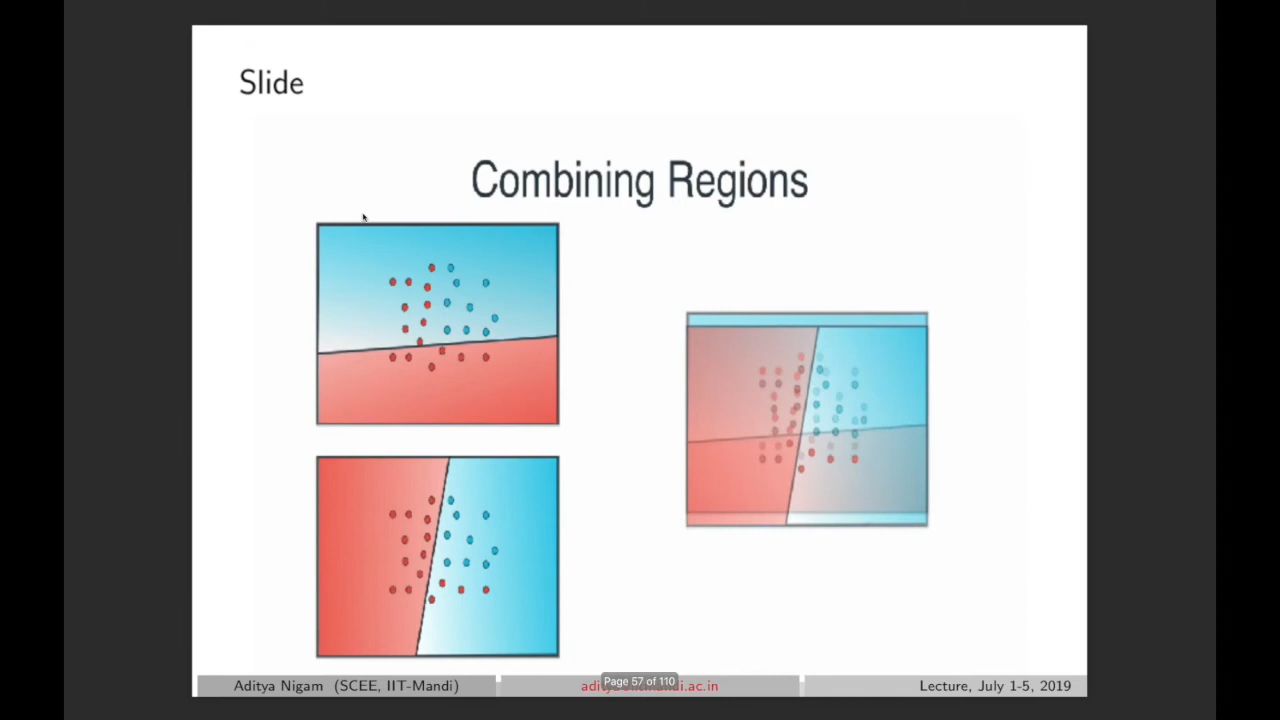 Slide
Combining Regions
Aditya Nigam (SCEE, IIT-Mandi)
Page 57 of 110
Lecture, July 1-5, 2019